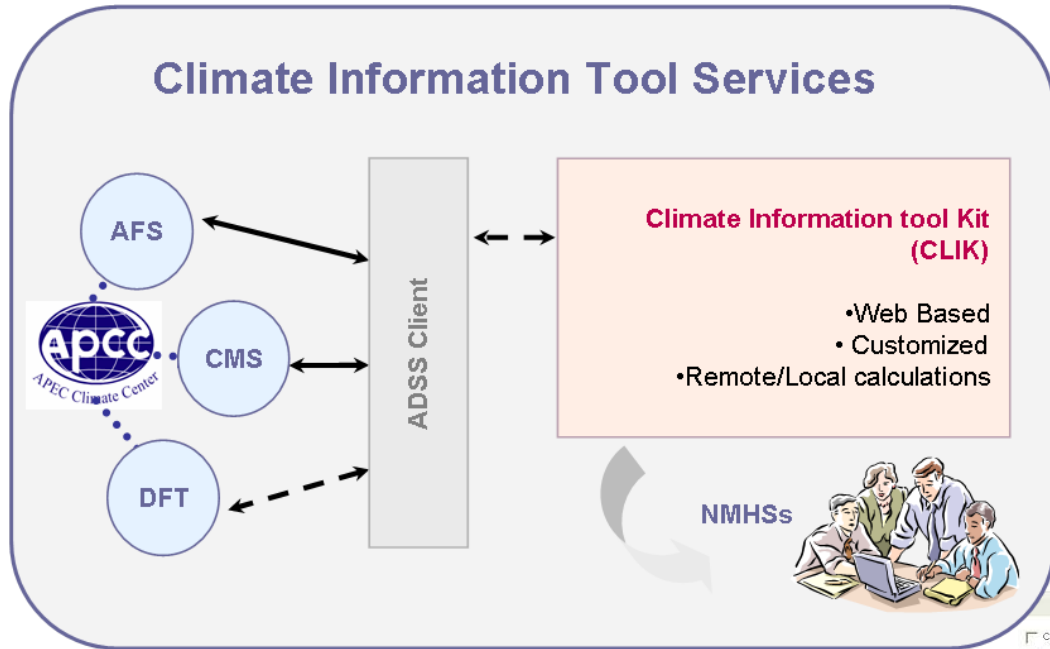 Climate Information Tool Services
AFS
APCC
APEC Climate Center
CMS
DFT
ADSS Client
Climate Information tool Kit
(CLIK)
•Web Based
• Customized
•Remote/Local calculations
NMHSs